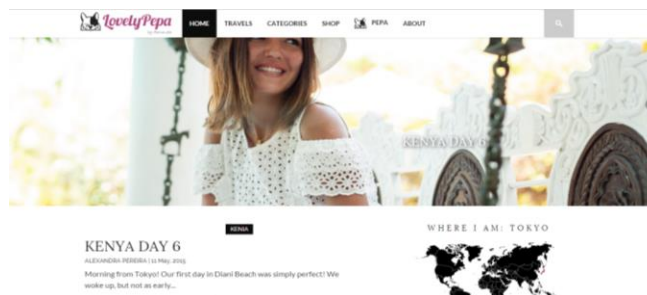 LovelyPepa
HOME TRAVELS CATEGORIES SHOP PEPA ABOUT
KENYA DAY 6
KENIA
KENYA DAY 6
ALEXANDRA PEREIRA | 11 May, 2015
Morning from Tokyo! Our first day in Diani Beach was simply perfect! We
woke up, but not as early...
WHERE I AM: TOKYO